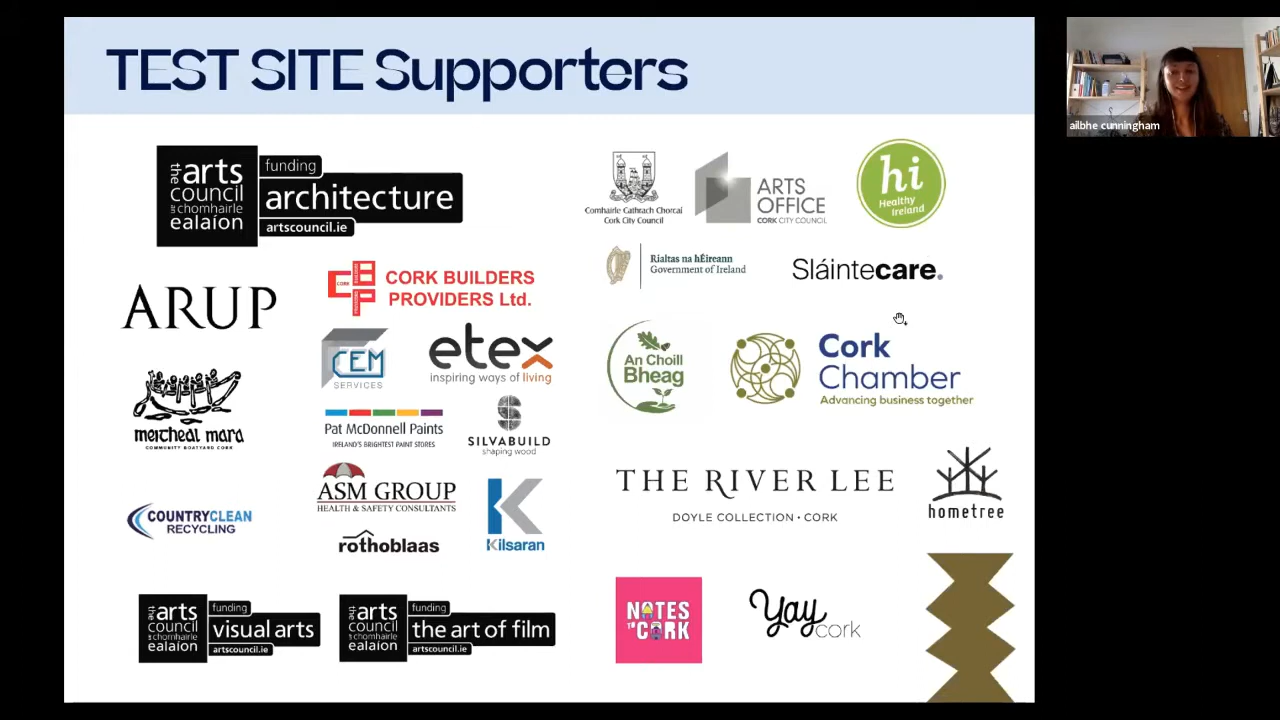 TEST SITE Supporters
ailbhe cunningham
the arts council
an chomhairle
ealaíon
funding
architecture
artscouncil.ie
Comhairle Cathrach Chorcaí
Cork City Council
ARTS
OFFICE
CORK CITY COUNCIL
hi
Healthy
Ireland
Rialtas na hÉireann
Government of Ireland
Sláintecare.
ARUP
CORK
CORK BUILDERS
PROVIDERS Ltd.
CEM
SERVICES
etex
inspiring ways of living
An Choill
Bheag
Cork
Chamber
Advancing business together
meitheal mara
COMMUNITY BOATYARD CORK
Pat McDonnell Paints
IRELAND'S BRIGHTEST PAINT STORES
SILVABUILD
shaping wood
THE RIVER LEE
DOYLE COLLECTION • CORK
hometree
COUNTRYCLEAN
RECYCLING
ASM GROUP
HEALTH & SAFETY CONSULTANTS
rothoblaas
Kilsaran
the arts council
an chomhairle
ealaíon
funding
visual arts
artscouncil.ie
the arts council
an chomhairle
ealaíon
funding
the art of film
artscouncil.ie
NOTES
CORK
Yay
cork